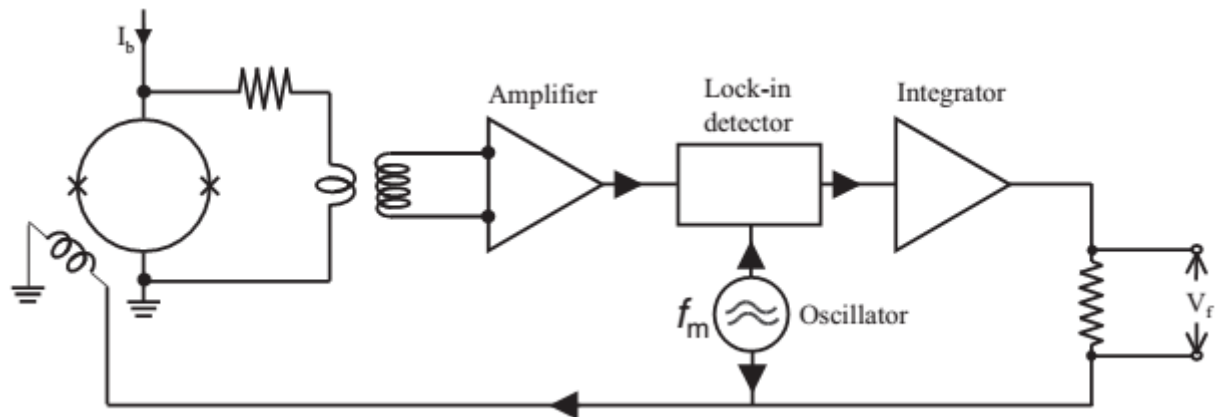 I_b
Amplifier
Lock-in
detector
Integrator
f_m
Oscillator
V_f